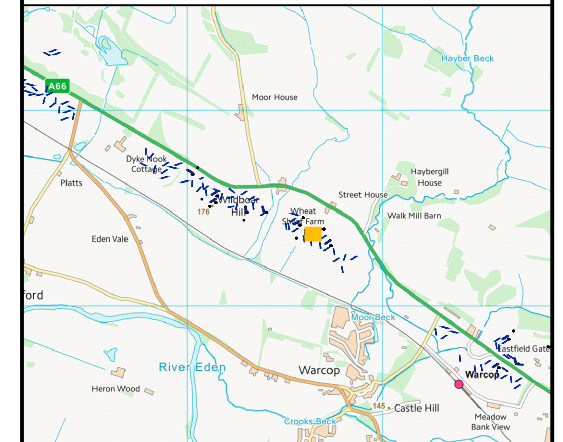 Hayber Beck
A66
Moor House
Dyke Nook
Cottage
Haybergill
House
Platts
Street House
Wildboar
Hill
176
Wheat
Sheaf Farm
Walk Mill Barn
Eden Vale
ford
Moor Beck
Eastfield Gate
River Eden
Warcop
Warcop
Heron Wood
145
Castle Hill
Meadow
Bank View
Crooks Beck